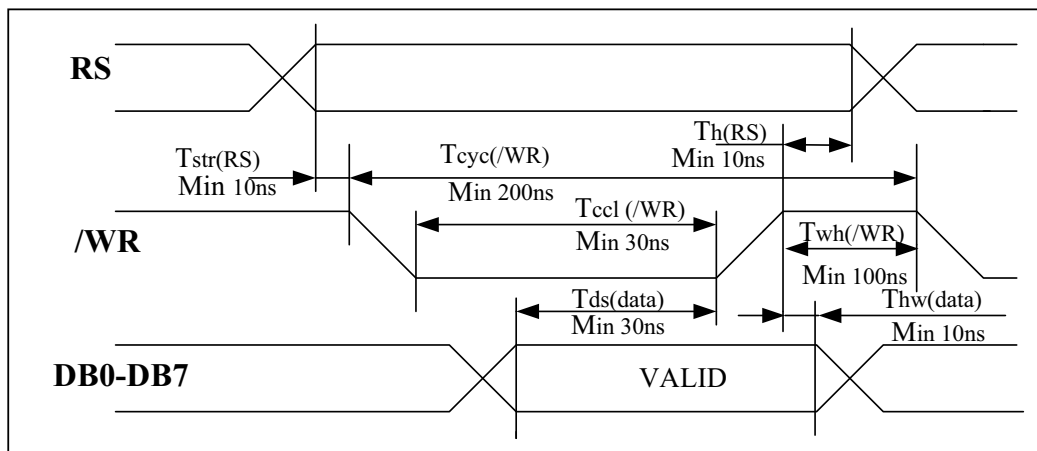 RS
Th(RS)
Min 10ns
Tstr(RS)
Min 10ns
Tcyc(/WR)
Min 200ns
/WR
Tccl (/WR)
Min 30ns
Twh(/WR)
Min 100ns
Tds(data)
Min 30ns
Thw(data)
Min 10ns
DB0-DB7
VALID